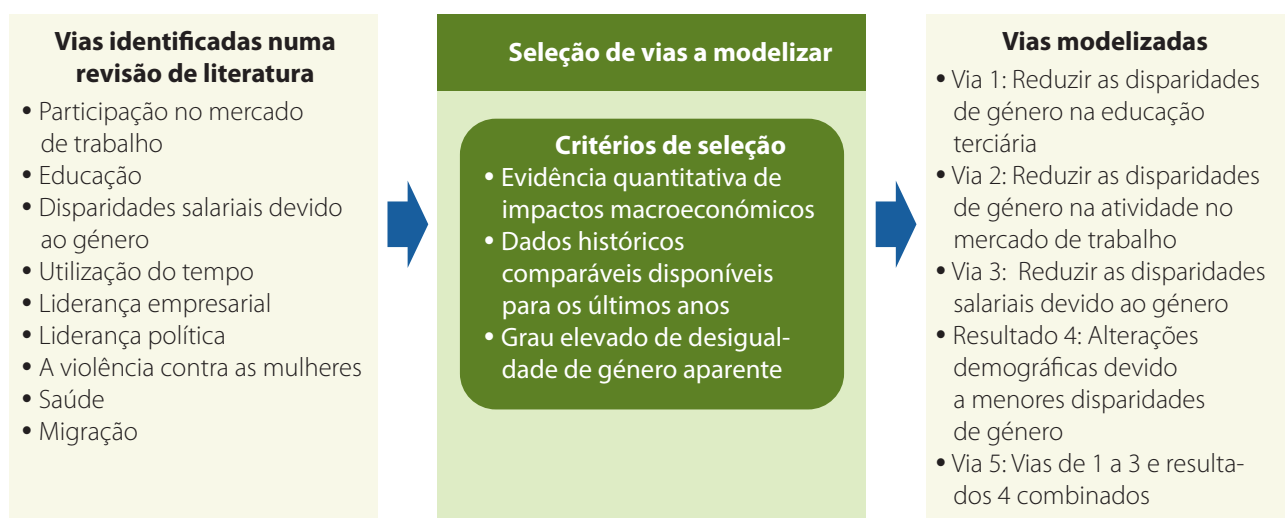 Vias identificadas numa
revisão de literatura
• Participação no mercado
de trabalho
• Educação
• Disparidades salariais devido
ao género
• Utilização do tempo
• Liderança empresarial
• Liderança política
• A violência contra as mulheres
• Saúde
• Migração
Seleção de vias a modelizar
Critérios de seleção
• Evidência quantitativa de
impactos macroeconómicos
• Dados históricos
comparáveis disponíveis
para os últimos anos
• Grau elevado de desigual-
dade de género aparente
Vias modelizadas
• Via 1: Reduzir as disparidades
de género na educação
terciária
• Via 2: Reduzir as disparidades
de género na atividade no
mercado de trabalho
• Via 3: Reduzir as disparidades
salariais devido ao género
• Resultado 4: Alterações
demográficas devido
a menores disparidades
de género
• Via 5: Vias de 1 a 3 e resulta-
dos 4 combinados